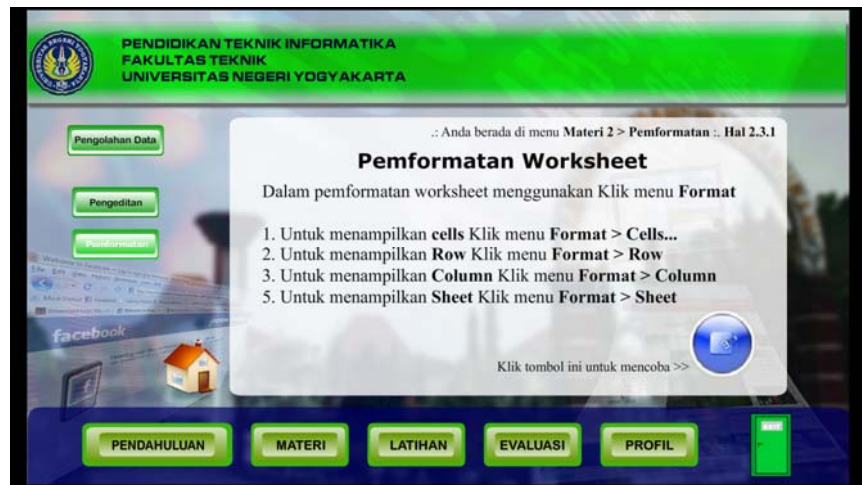 PENDIDIKAN TEKNIK INFORMATIKA
FAKULTAS TEKNIK
UNIVERSITAS NEGERI YOGYAKARTA
.: Anda berada di menu Materi 2 > Pemformatan :. Hal 2.3.1
Pengolahan Data
Pemformatan Worksheet
Dalam pemformatan worksheet menggunakan Klik menu Format
Pengeditan
1. Untuk menampilkan cells Klik menu Format > Cells...
Pemformatan
2. Untuk menampilkan Row Klik menu Format > Row
3. Untuk menampilkan Column Klik menu Format > Column
5. Untuk menampilkan Sheet Klik menu Format > Sheet
facebook
Klik tombol ini untuk mencoba >>
PENDAHULUAN
MATERI
LATIHAN
EVALUASI
PROFIL
EXIT